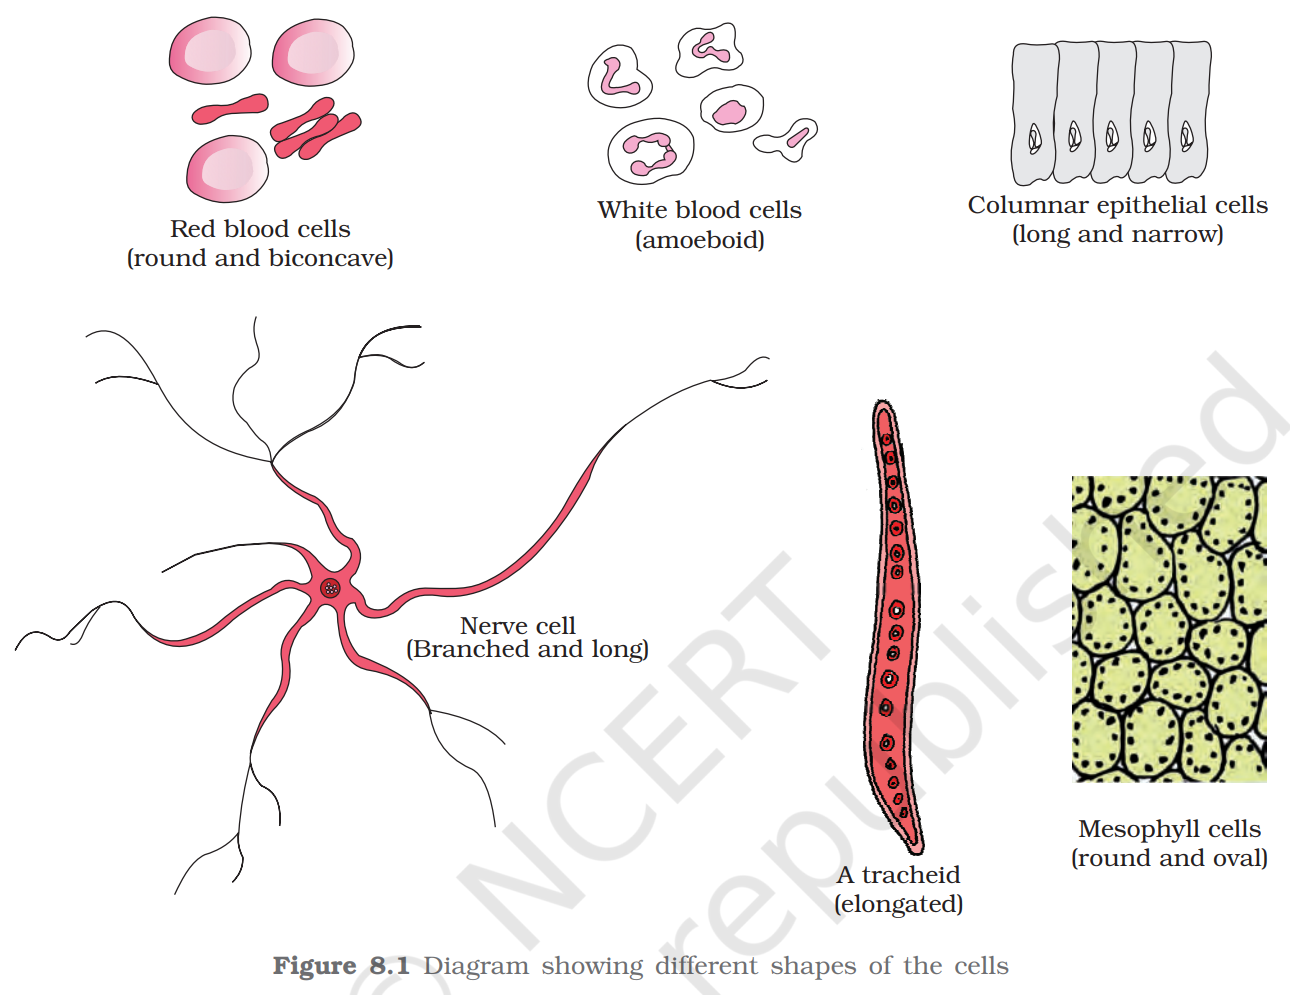 Red blood cells
(round and biconcave)
White blood cells
(amoeboid)
Columnar epithelial cells
(long and narrow)
Nerve cell
(Branched and long)
A tracheid
(elongated)
Mesophyll cells
(round and oval)
© NCERT
republished
Figure 8.1 Diagram showing different shapes of the cells